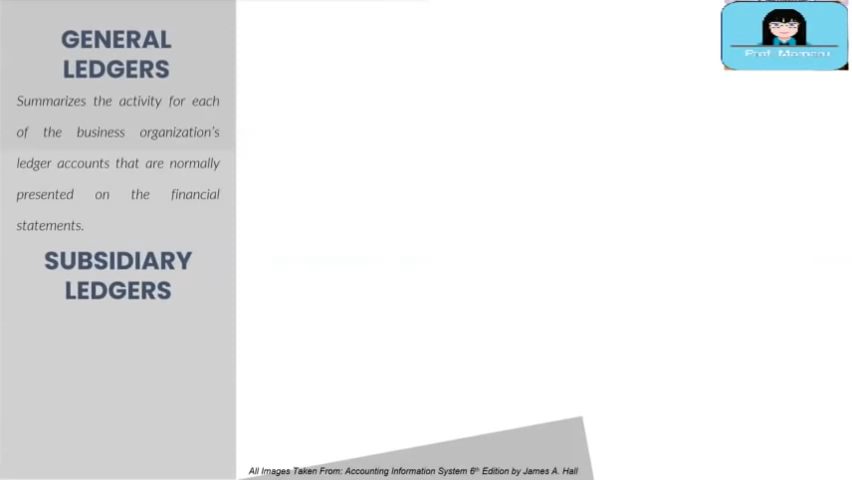 GENERAL
LEDGERS
Summarizes the activity for each
of the business organization's
ledger accounts that are normally
presented on the financial
statements.
SUBSIDIARY
LEDGERS
All Images Taken From: Accounting Information System 6th Edition by James A. Hall
Prof.